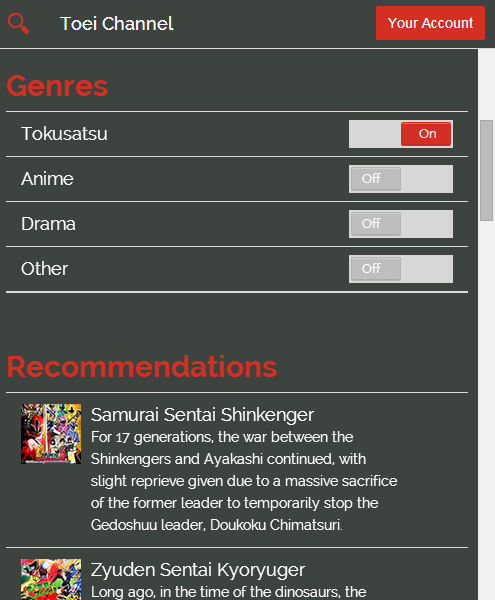 Toei Channel
Your Account
Genres
Tokusatsu
On
Anime
Off
Drama
Off
Other
Off
Recommendations
Samurai Sentai Shinkenger
For 17 generations, the war between the
Shinkengers and Ayakashi continued, with
slight reprieve given due to a massive sacrifice
of the former leader to temporarily stop the
Gedoshuu leader, Doukoku Chimatsuri.
Zyuden Sentai Kyoryuger
Long ago, in the time of the dinosaurs, the